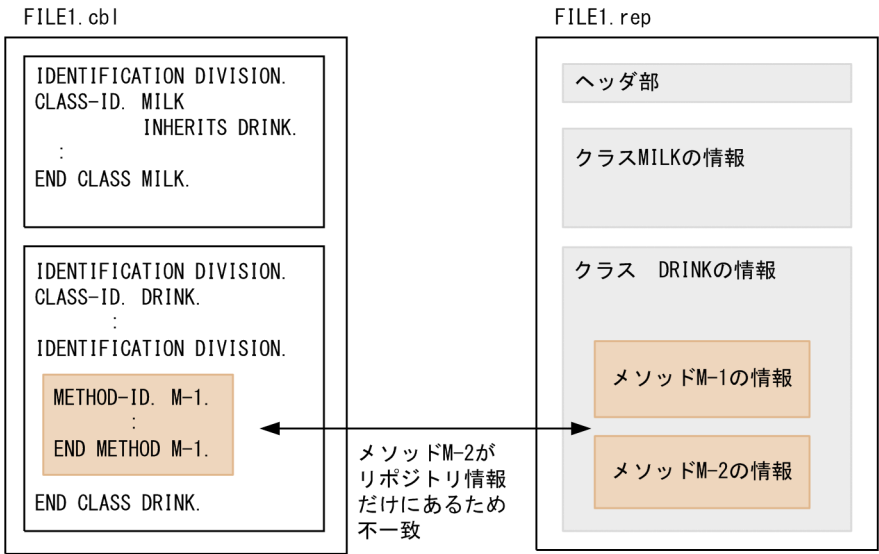 FILE1.cbl
IDENTIFICATION DIVISION.
CLASS-ID. MILK
INHERITS DRINK.
:
END CLASS MILK.
IDENTIFICATION DIVISION.
CLASS-ID. DRINK.
:
IDENTIFICATION DIVISION.
METHOD-ID. M-1.
:
END METHOD M-1.
END CLASS DRINK.
メソッドM-2が
リポジトリ情報
だけにあるため
不一致
FILE1.rep
ヘッダ部
クラスMILKの情報
クラス　DRINKの情報
メソッドM-1の情報
メソッドM-2の情報